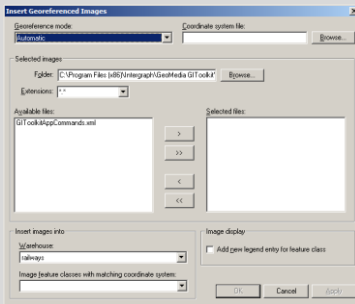 Insert Georeferenced Images
Georeference mode:
Automatic
Coordinate system file:
Browse...
Selected images
Folder:
C:\Program Files (x86)\Intergraph\GeoMedia GIToolkit\
Browse...
Extensions:
*.*
Available files:
GIToolkitAppCommands.xml
Selected files:
>
>>
<
<<
Insert images into
Warehouse:
railways
Image feature classes with matching coordinate system:
Image display
Add new legend entry for feature class
OK
Cancel
Apply